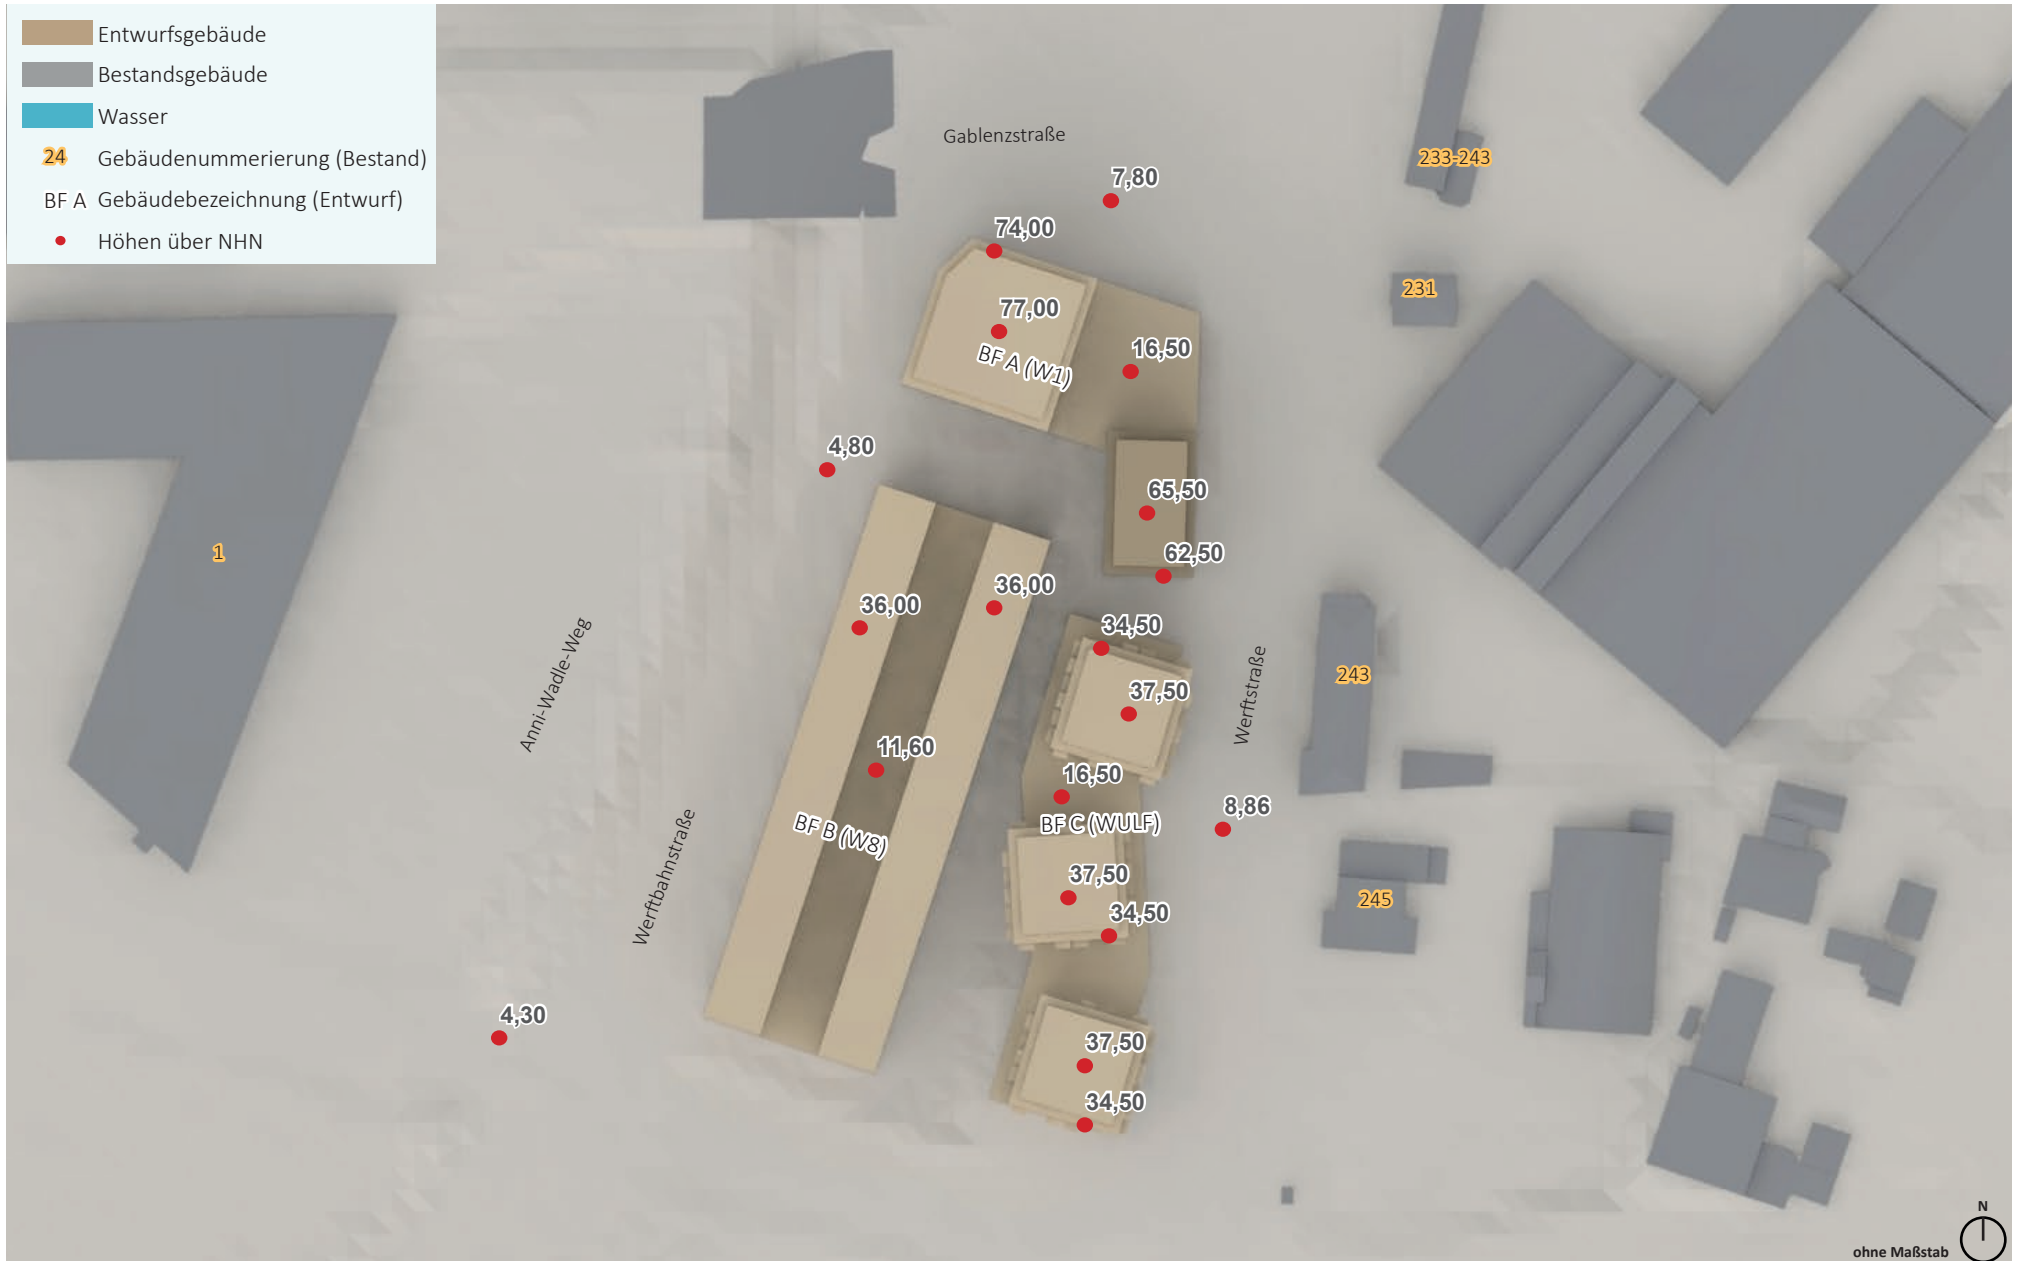 Entwurfsgebäude
Bestandsgebäude
Wasser
24 Gebäudenummerierung (Bestand)
BF A Gebäudebezeichnung (Entwurf)
Höhen über NHN
Gablenzstraße
7,80
233-243
74,00
231
77,00
BF A (W1)
16,50
4,80
65,50
1
62,50
36,00
36,00
34,50
Anni-Wadle-Weg
Werftstraße
243
37,50
11,60
16,50
8,86
BF B (W8)
BF C (WULF)
Werftbahnstraße
37,50
245
34,50
4,30
37,50
34,50
N
ohne Maßstab